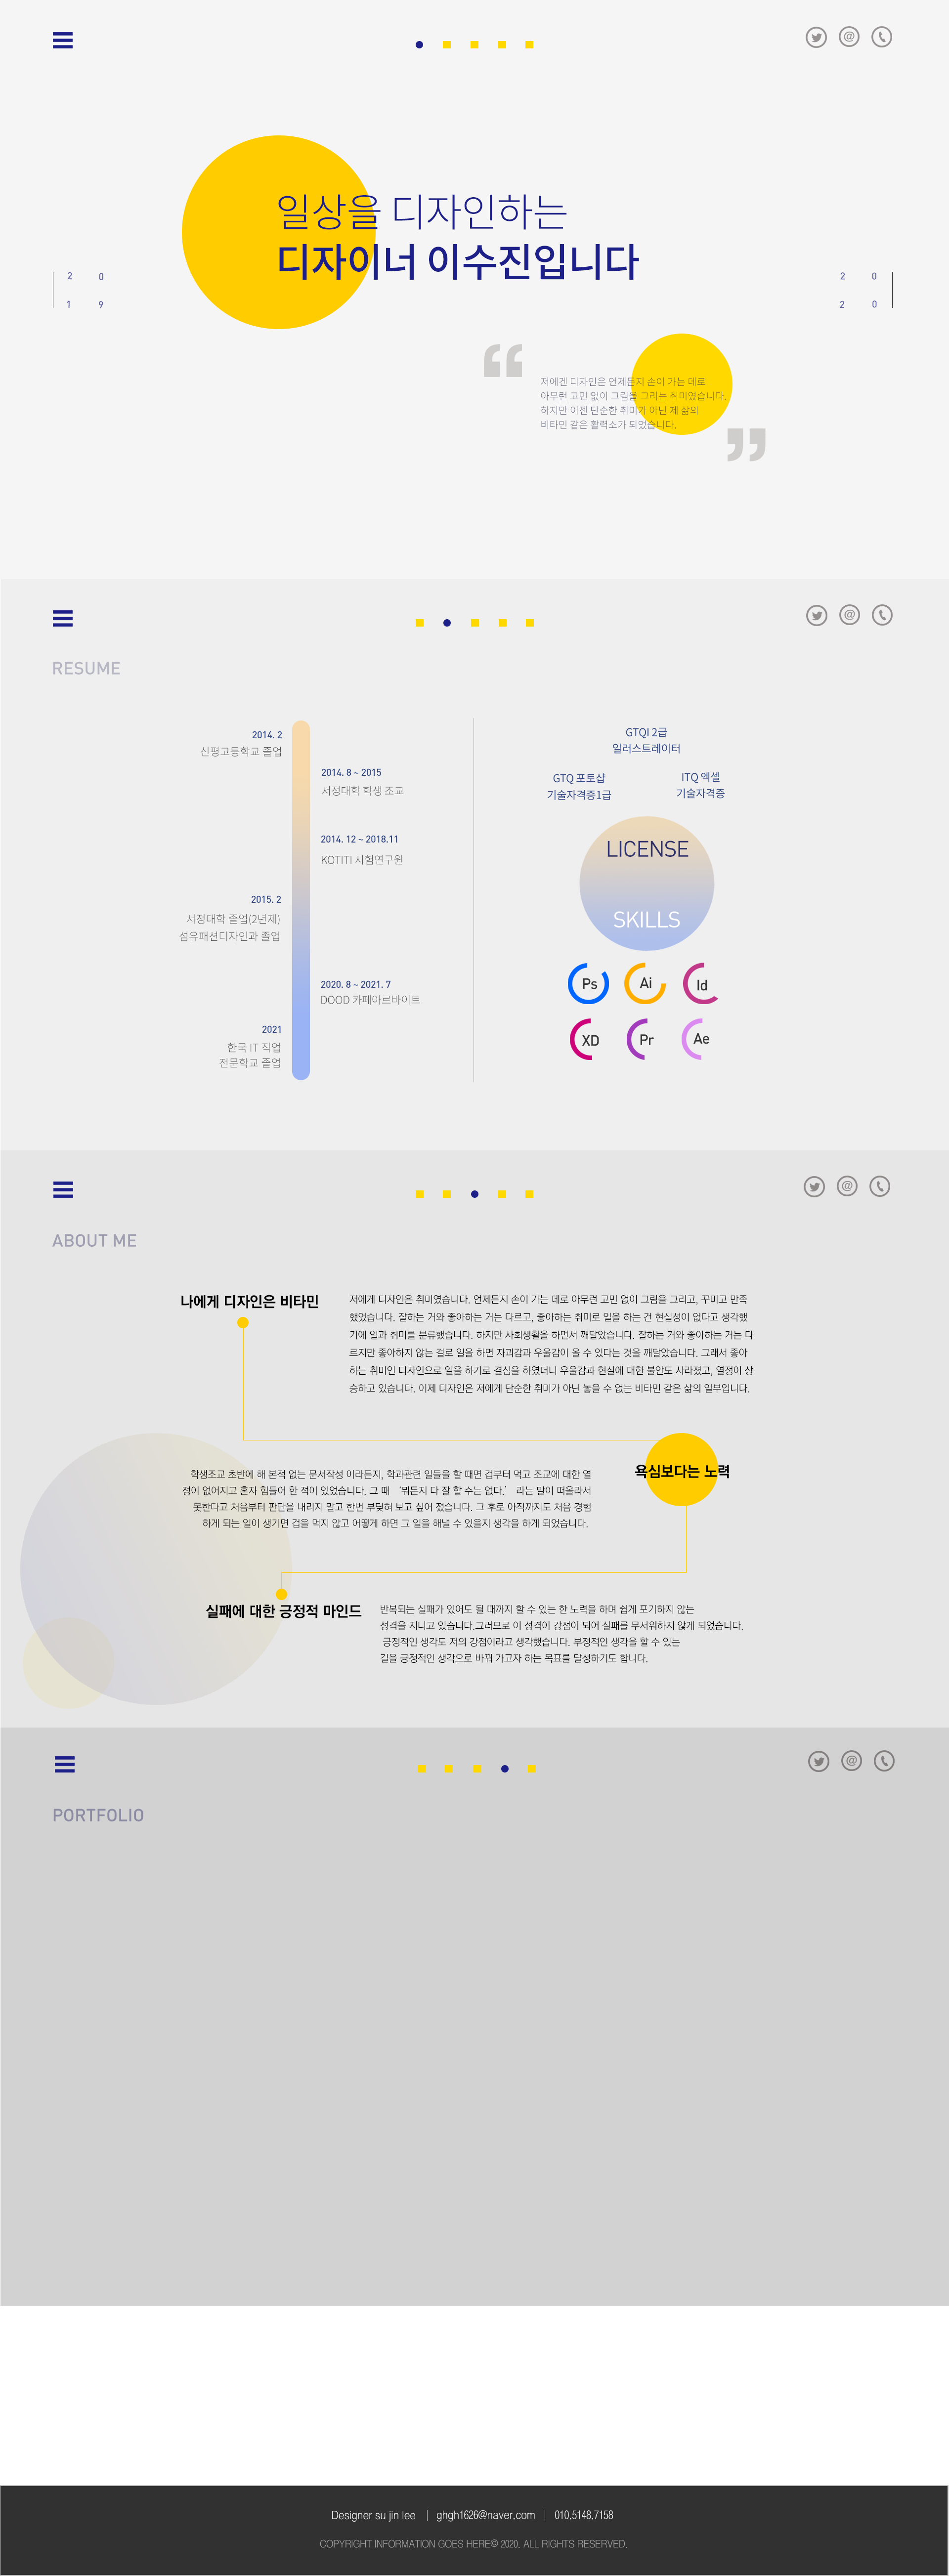 일상을 디자인하는
디자이너 이수진입니다
2 0
1 9
2 0
2 0
저에겐 디자인은 언제든지 손이 가는 데로
아무런 고민 없이 그림을 그리는 취미였습니다.
하지만 이젠 단순한 취미가 아닌 제 삶의
비타민 같은 활력소가 되었습니다.
RESUME
2014. 2
신평고등학교 졸업
2014. 8 ~ 2015
서정대학 학생 조교
2014. 12 ~ 2018.11
KOTITI 시험연구원
2015. 2
서정대학 졸업(2년제)
섬유패션디자인과 졸업
2020. 8 ~ 2021. 7
DOOD 카페아르바이트
2021
한국 IT 직업
전문학교 졸업
GTQI 2급
일러스트레이터
GTQ 포토샵
기술자격증1급
ITQ 엑셀
기술자격증
LICENSE
SKILLS
Ps Ai Id
XD Pr Ae
ABOUT ME
나에게 디자인은 비타민
저에게 디자인은 취미였습니다. 언제든지 손이 가는 데로 아무런 고민 없이 그림을 그리고, 꾸미고 만족
했었습니다. 잘하는 거와 좋아하는 거는 다르고, 좋아하는 취미로 일을 하는 건 현실성이 없다고 생각했
기에 일과 취미를 분류했습니다. 하지만 사회생활을 하면서 깨달았습니다. 잘하는 거와 좋아하는 거는 다
르지만 좋아하지 않는 걸로 일을 하면 자괴감과 우울감이 올 수 있다는 것을 깨달았습니다. 그래서 좋아
하는 취미인 디자인으로 일을 하기로 결심을 하였더니 우울감과 현실에 대한 불안도 사라졌고, 열정이 상
승하고 있습니다. 이제 디자인은 저에게 단순한 취미가 아닌 놓을 수 없는 비타민 같은 삶의 일부입니다.
욕심보다는 노력
학생조교 초반에 해 본적 없는 문서작성 이라든지, 학과관련 일들을 할 때면 겁부터 먹고 조교에 대한 열
정이 없어지고 혼자 힘들어 한 적이 있었습니다. 그 때 ‘뭐든지 다 잘 할 수는 없다.’ 라는 말이 떠올라서
못한다고 처음부터 판단을 내리지 말고 한번 부딪혀 보고 싶어 졌습니다. 그 후로 아직까지도 처음 경험
하게 되는 일이 생기면 겁을 먹지 않고 어떻게 하면 그 일을 해낼 수 있을지 생각을 하게 되었습니다.
실패에 대한 긍정적 마인드
반복되는 실패가 있어도 될 때까지 할 수 있는 한 노력을 하며 쉽게 포기하지 않는
성격을 지니고 있습니다.그러므로 이 성격이 강점이 되어 실패를 무서워하지 않게 되었습니다.
긍정적인 생각도 저의 강점이라고 생각했습니다. 부정적인 생각을 할 수 있는
길을 긍정적인 생각으로 바꿔 가고자 하는 목표를 달성하기도 합니다.
PORTFOLIO
Designer su jin lee | ghgh1626@naver.com | 010.5148.7158
COPYRIGHT INFORMATION GOES HERE© 2020. ALL RIGHTS RESERVED.